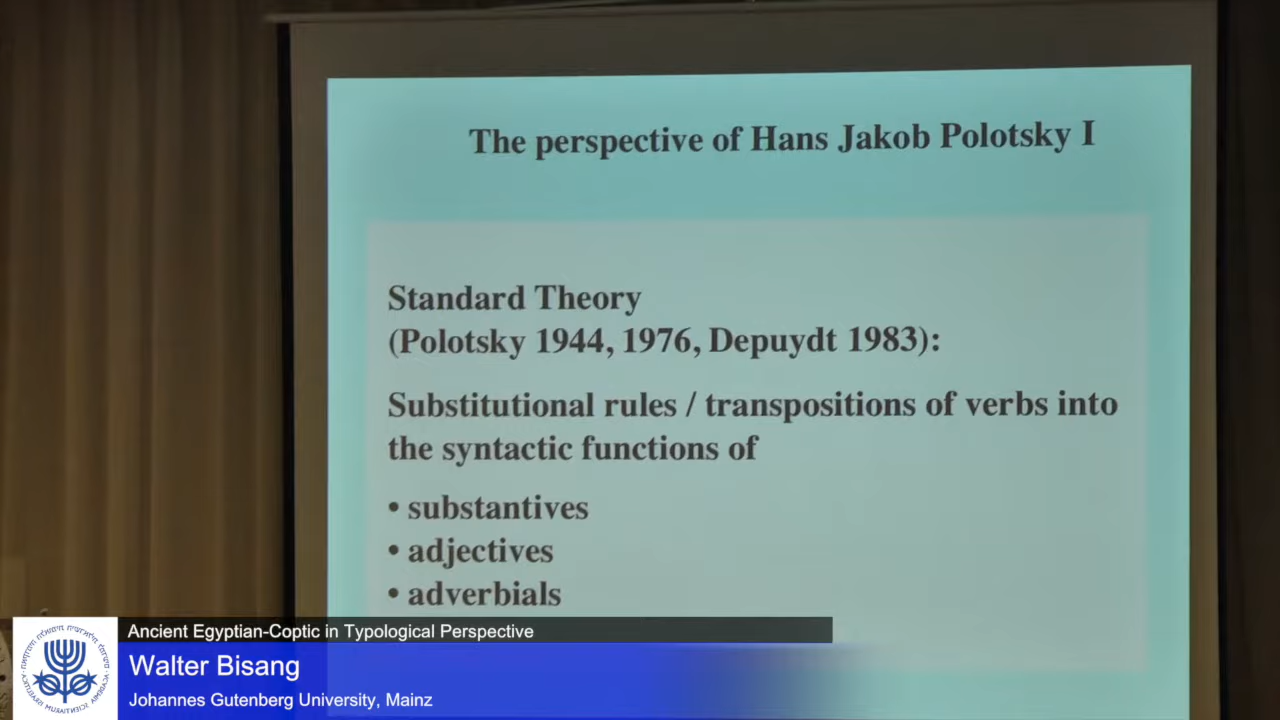 The perspective of Hans Jakob Polotsky I
Standard Theory
(Polotsky 1944, 1976, Depuydt 1983):
Substitutional rules / transpositions of verbs into
the syntactic functions of
• substantives
• adjectives
• adverbials
Ancient Egyptian-Coptic in Typological Perspective
Walter Bisang
Johannes Gutenberg University, Mainz